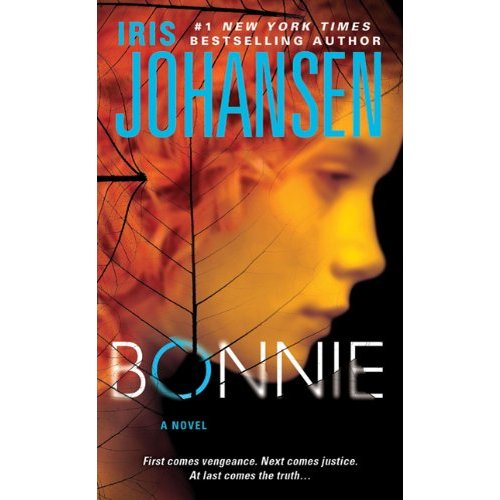 IRIS
#1 NEW YORK TIMES
BESTSELLING AUTHOR
JOHANSEN
BONNIE
A NOVEL
First comes vengeance. Next comes justice.
At last comes the truth...